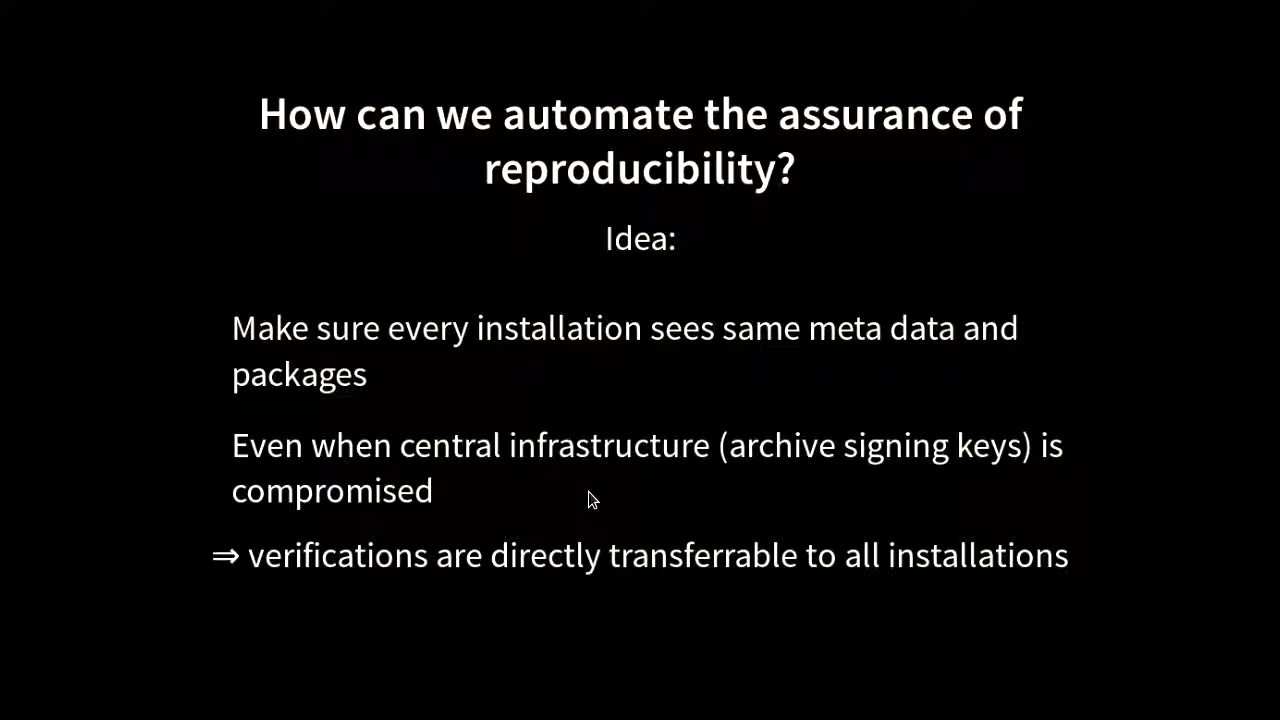 How can we automate the assurance of
reproducibility?
Idea:
Make sure every installation sees same meta data and
packages
Even when central infrastructure (archive signing keys) is
compromised
⇒ verifications are directly transferrable to all installations